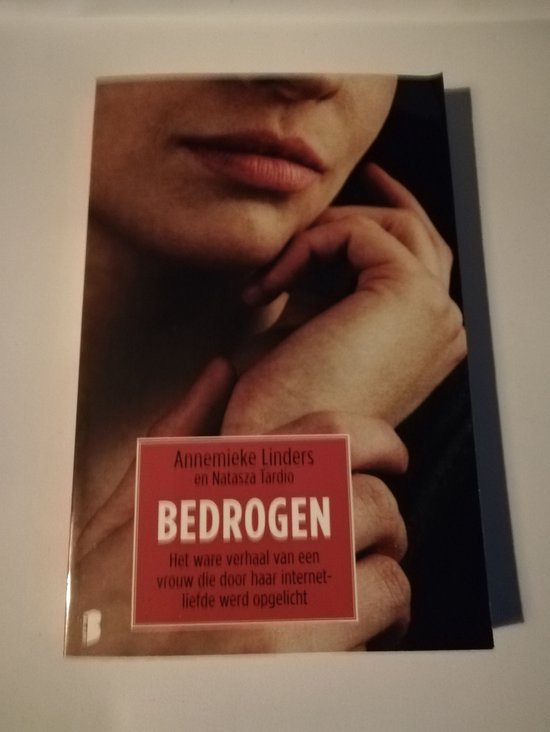 Annemieke Linders
en Natasza Tardio
BEDROGEN
Het ware verhaal van een
vrouw die door haar internet-
liefde werd opgelicht
B